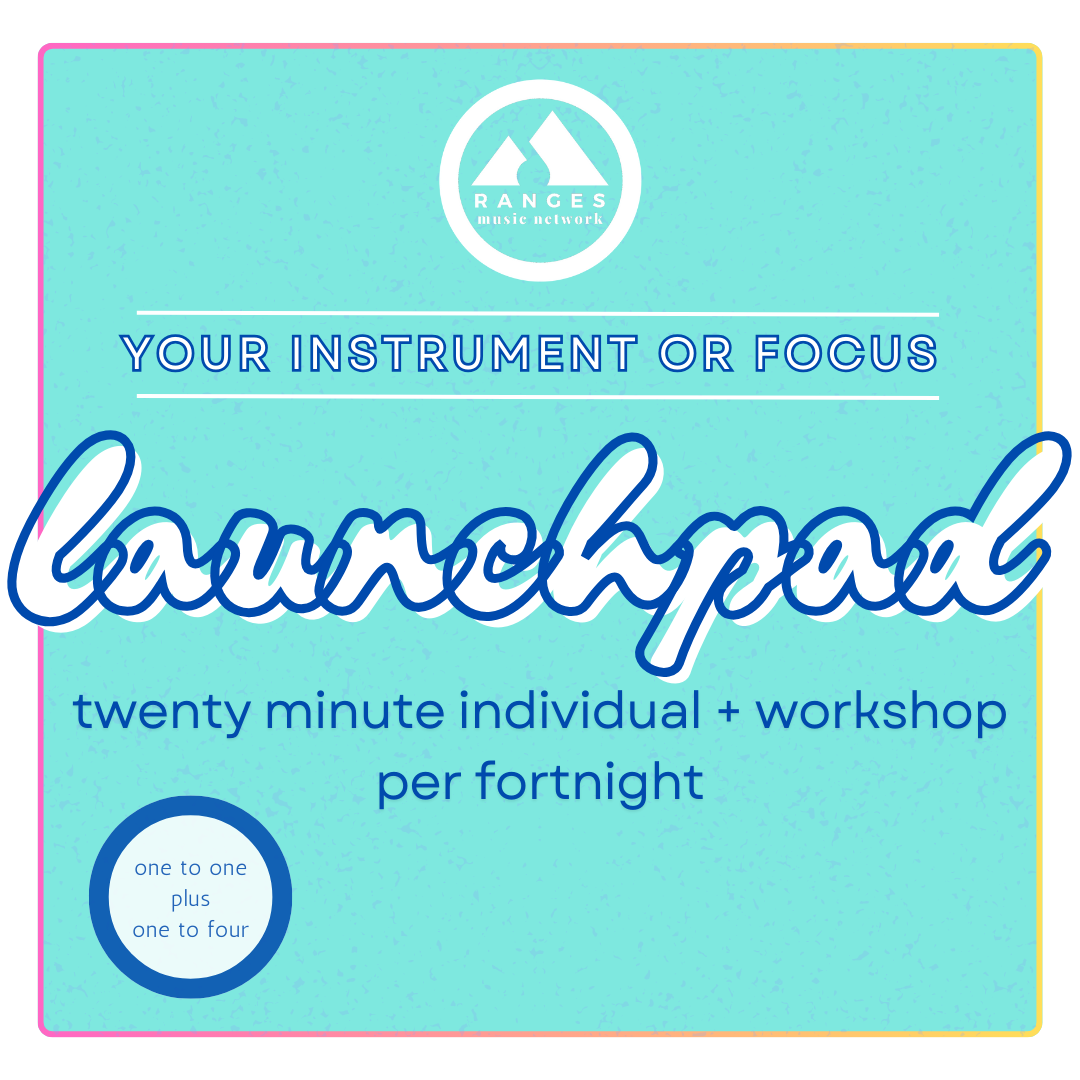 RANGES
music network
YOUR INSTRUMENT OR FOCUS
launchpad
twenty minute individual + workshop
per fortnight
one to one
plus
one to four